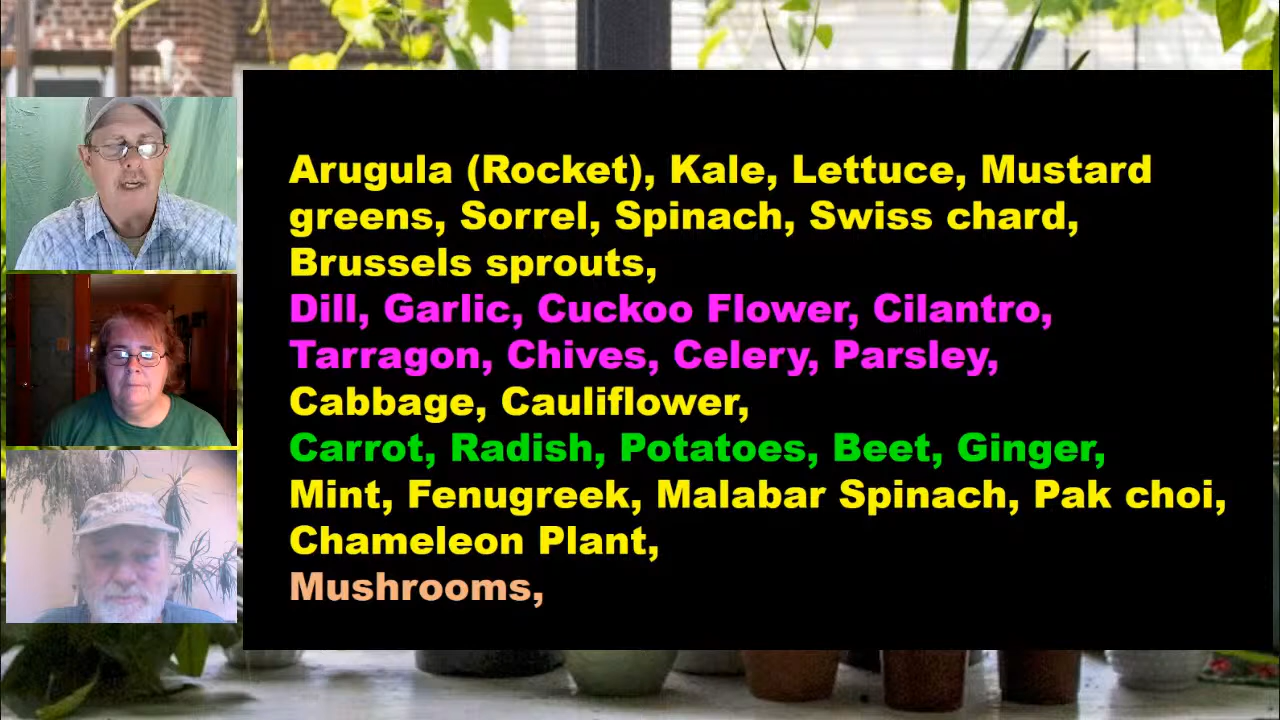 Arugula (Rocket), Kale, Lettuce, Mustard
greens, Sorrel, Spinach, Swiss chard,
Brussels sprouts,
Dill, Garlic, Cuckoo Flower, Cilantro,
Tarragon, Chives, Celery, Parsley,
Cabbage, Cauliflower,
Carrot, Radish, Potatoes, Beet, Ginger,
Mint, Fenugreek, Malabar Spinach, Pak choi,
Chameleon Plant,
Mushrooms,